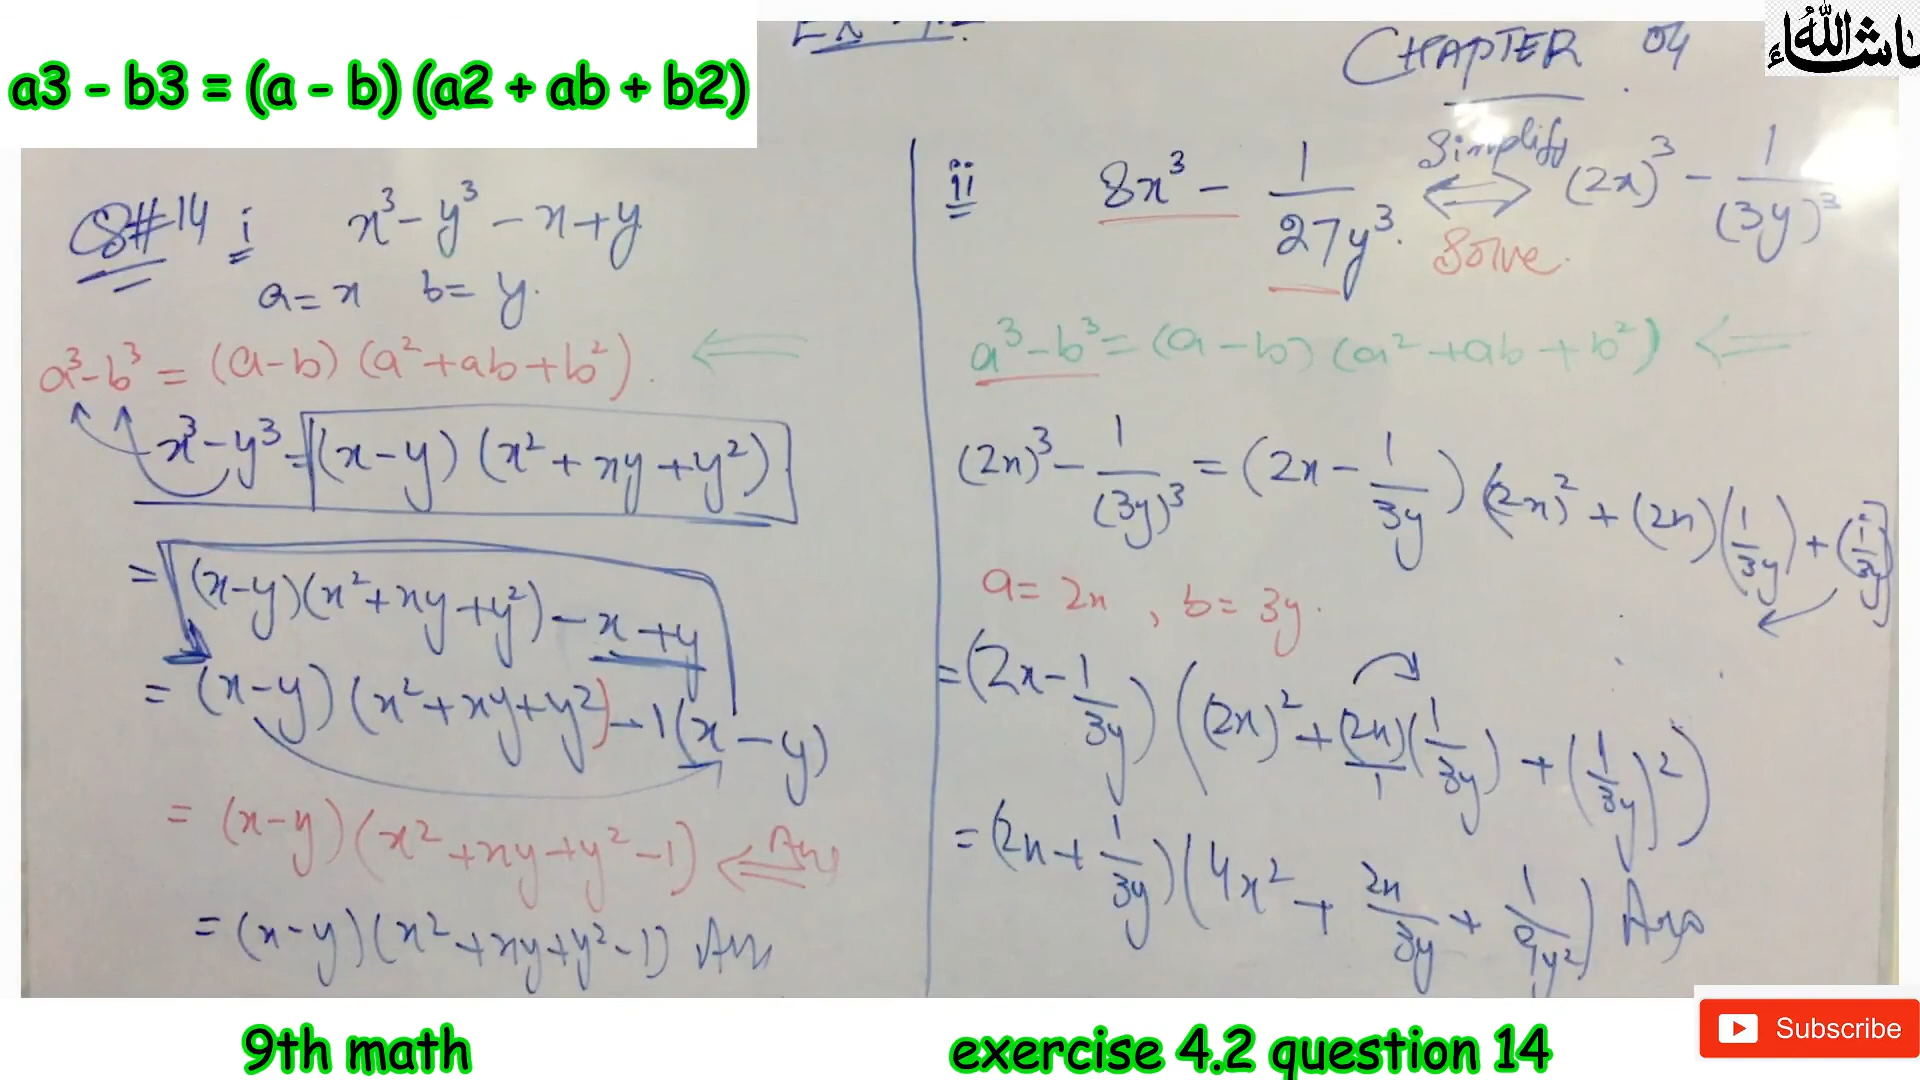 a3 - b3 = (a - b) (a2 + ab + b2)
CHAPTER 04
Q#14 i x³ - y³ - x + y
a = x b = y.
a³ - b³ = (a - b) (a² + ab + b²).
x³ - y³ = (x - y) (x² + xy + y²)
= (x - y)(x² + xy + y²) - x + y
= (x - y) (x² + xy + y²) - 1(x - y)
= (x - y) (x² + xy + y² - 1) Ans
= (x - y) (x² + xy + y² - 1) Ans
ii 8x³ - 1/27y³. Simplify (2x)³ - 1/(3y)³
Solve.
a³ - b³ = (a - b) (a² + ab + b²)
(2x)³ - 1/(3y)³ = (2x - 1/3y) (2x)² + (2x)(1/3y) + (1/3y)
a = 2x , b = 3y.
= (2x - 1/3y) ((2x)² + (2x)/1 (1/3y) + (1/3y)²)
= (2x + 1/3y) (4x² + 2x/3y + 1/9y²) Ans
9th math
exercise 4.2 question 14
Subscribe